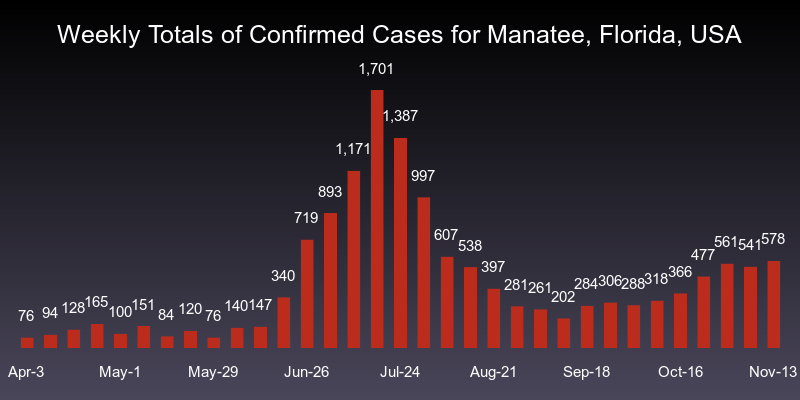 Weekly Totals of Confirmed Cases for Manatee, Florida, USA
76 94 128 165 100 151 84 120 76 140 147 340 719 893 1,171 1,701 1,387 997 607 538 397 281 261 202 284 306 288 318 366 477 561 541 578
Apr-3 May-1 May-29 Jun-26 Jul-24 Aug-21 Sep-18 Oct-16 Nov-13